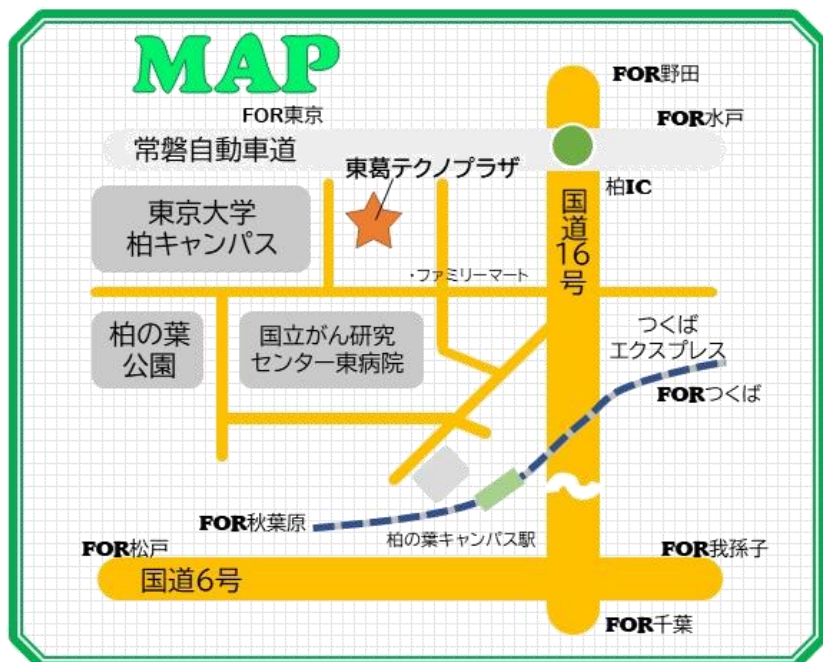 MAP
FOR野田
FOR東京
FOR水戸
常磐自動車道
東葛テクノプラザ
柏IC
東京大学
柏キャンパス
国道16号
・ファミリーマート
柏の葉
公園
国立がん研究
センター東病院
つくば
エクスプレス
FORつくば
FOR秋葉原
柏の葉キャンパス駅
FOR松戸
FOR我孫子
国道6号
FOR千葉